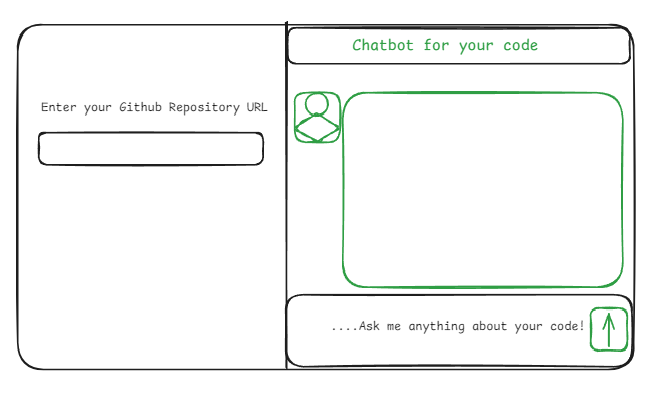 Chatbot for your code
Enter your Github Repository URL
....Ask me anything about your code!